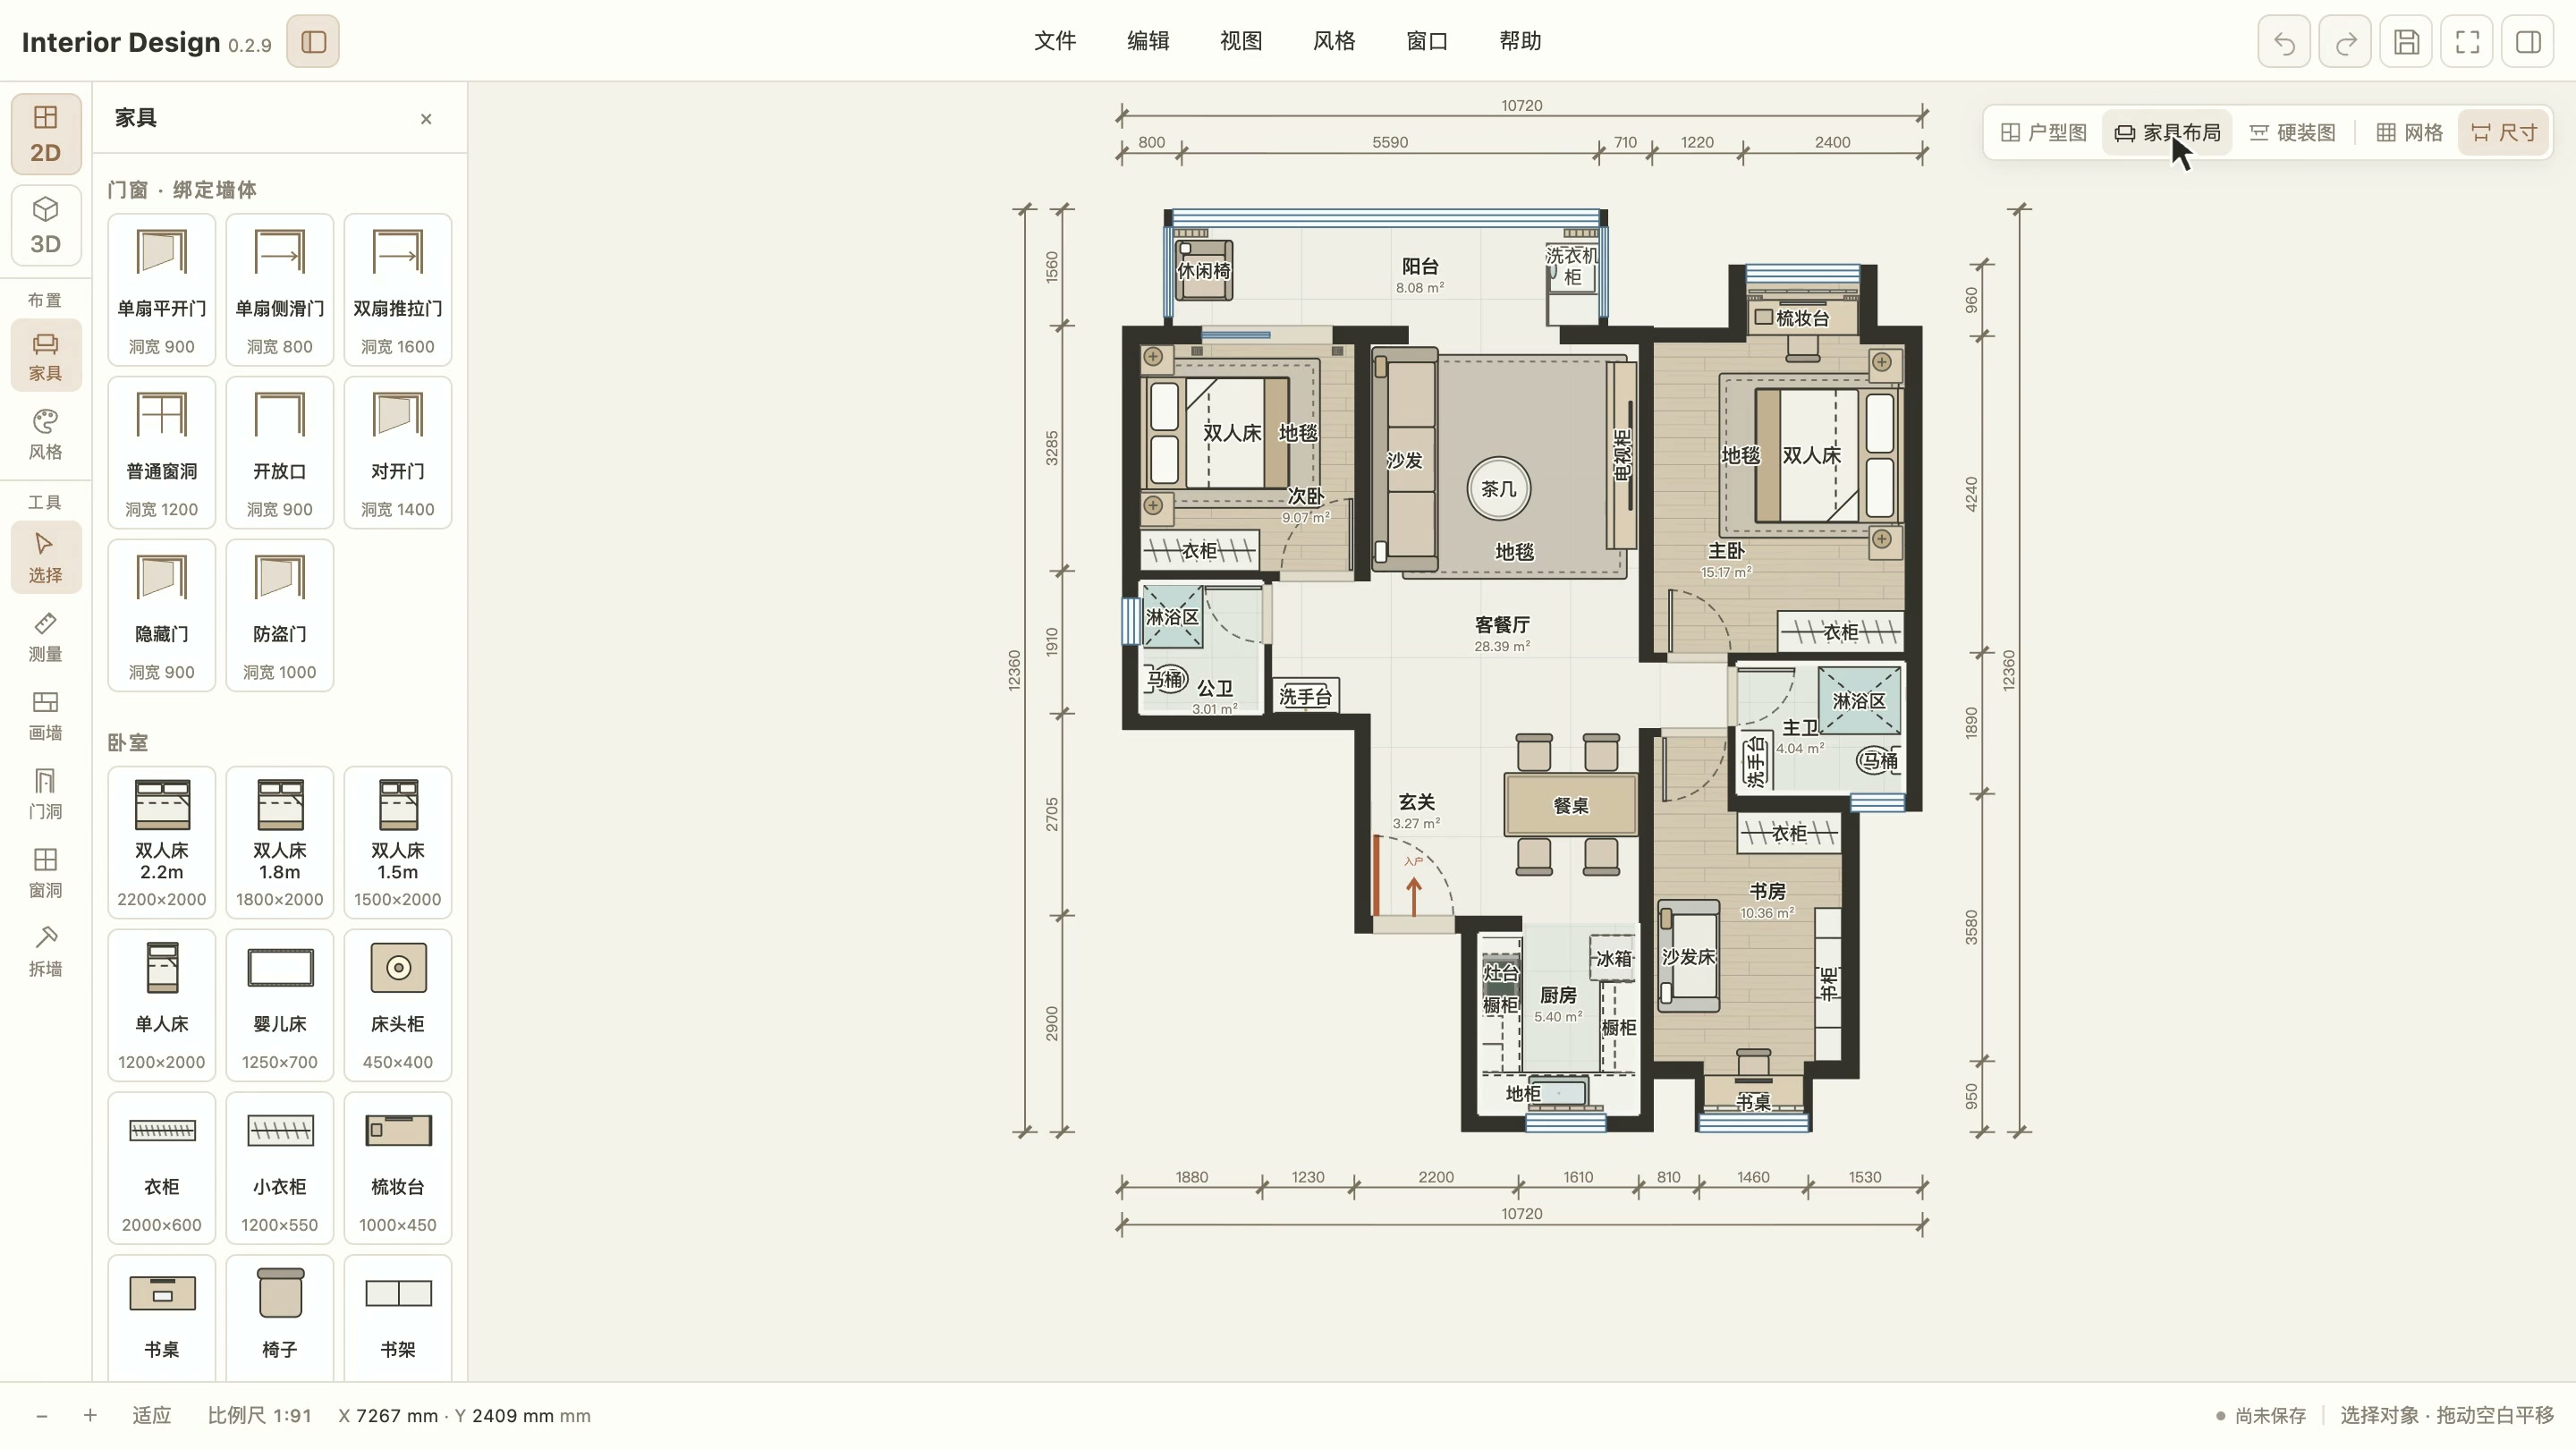 Interior Design 0.2.9
文件 编辑 视图 风格 窗口 帮助
2D
3D
布置
家具
风格
工具
选择
测量
画墙
门洞
窗洞
拆墙
家具 ×
门窗 · 绑定墙体
单扇平开门 单扇侧滑门 双扇推拉门
洞宽 900 洞宽 800 洞宽 1600
普通窗洞 开放口 对开门
洞宽 1200 洞宽 900 洞宽 1400
隐藏门 防盗门
洞宽 900 洞宽 1000
卧室
双人床 双人床 双人床
2.2m 1.8m 1.5m
2200×2000 1800×2000 1500×2000
单人床 婴儿床 床头柜
1200×2000 1250×700 450×400
衣柜 小衣柜 梳妆台
2000×600 1200×550 1000×450
书桌 椅子 书架
户型图 家具布局 硬装图 网格 尺寸
10720
800 5590 710 1220 2400
12360
1560
3285
1910
2705
2900
休闲椅
阳台
8.08 m²
洗衣机
柜
梳妆台
双人床 地毯
次卧
9.07 m²
衣柜
沙发
茶几
地毯
电视柜
地毯 双人床
主卧
15.17 m²
衣柜
淋浴区
马桶
公卫
3.01 m²
洗手台
客餐厅
28.39 m²
淋浴区
主卫
4.04 m²
洗手台
马桶
玄关
3.27 m²
入户
餐桌
衣柜
书房
10.36 m²
沙发床
书柜
书桌
灶台
橱柜
冰箱
厨房
5.40 m²
橱柜
地柜
960
4240
1890
3580
950
12360
1880 1230 2200 1610 810 1460 1530
10720
− + 适应 比例尺 1:91 X 7267 mm · Y 2409 mm mm
尚未保存 选择对象 · 拖动空白平移